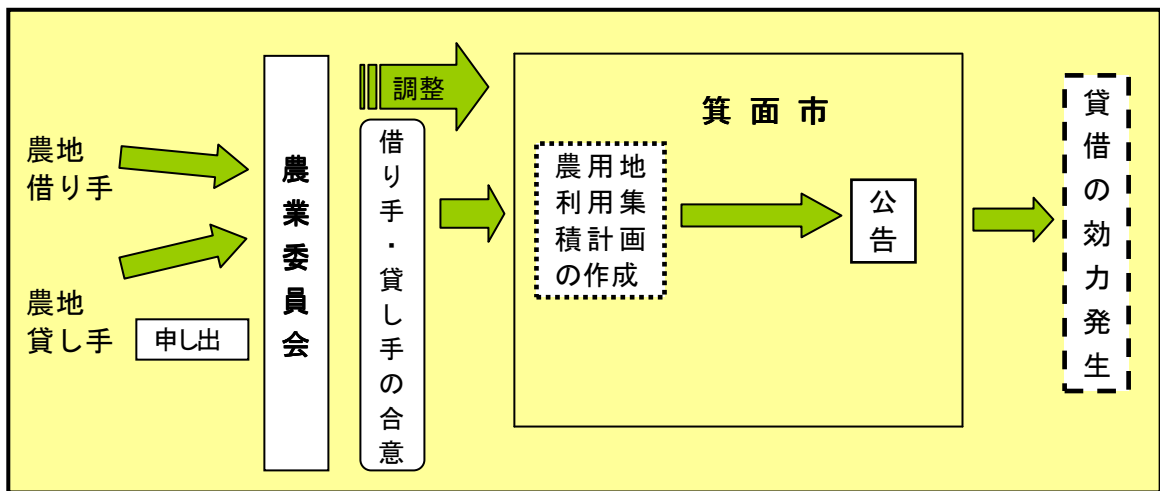 農地
借り手
農地
貸し手
申し出
農業委員会
調整
借り手・貸し手の合意
箕面市
農用地
利用集
積計画
の作成
公告
貸借の効力発生